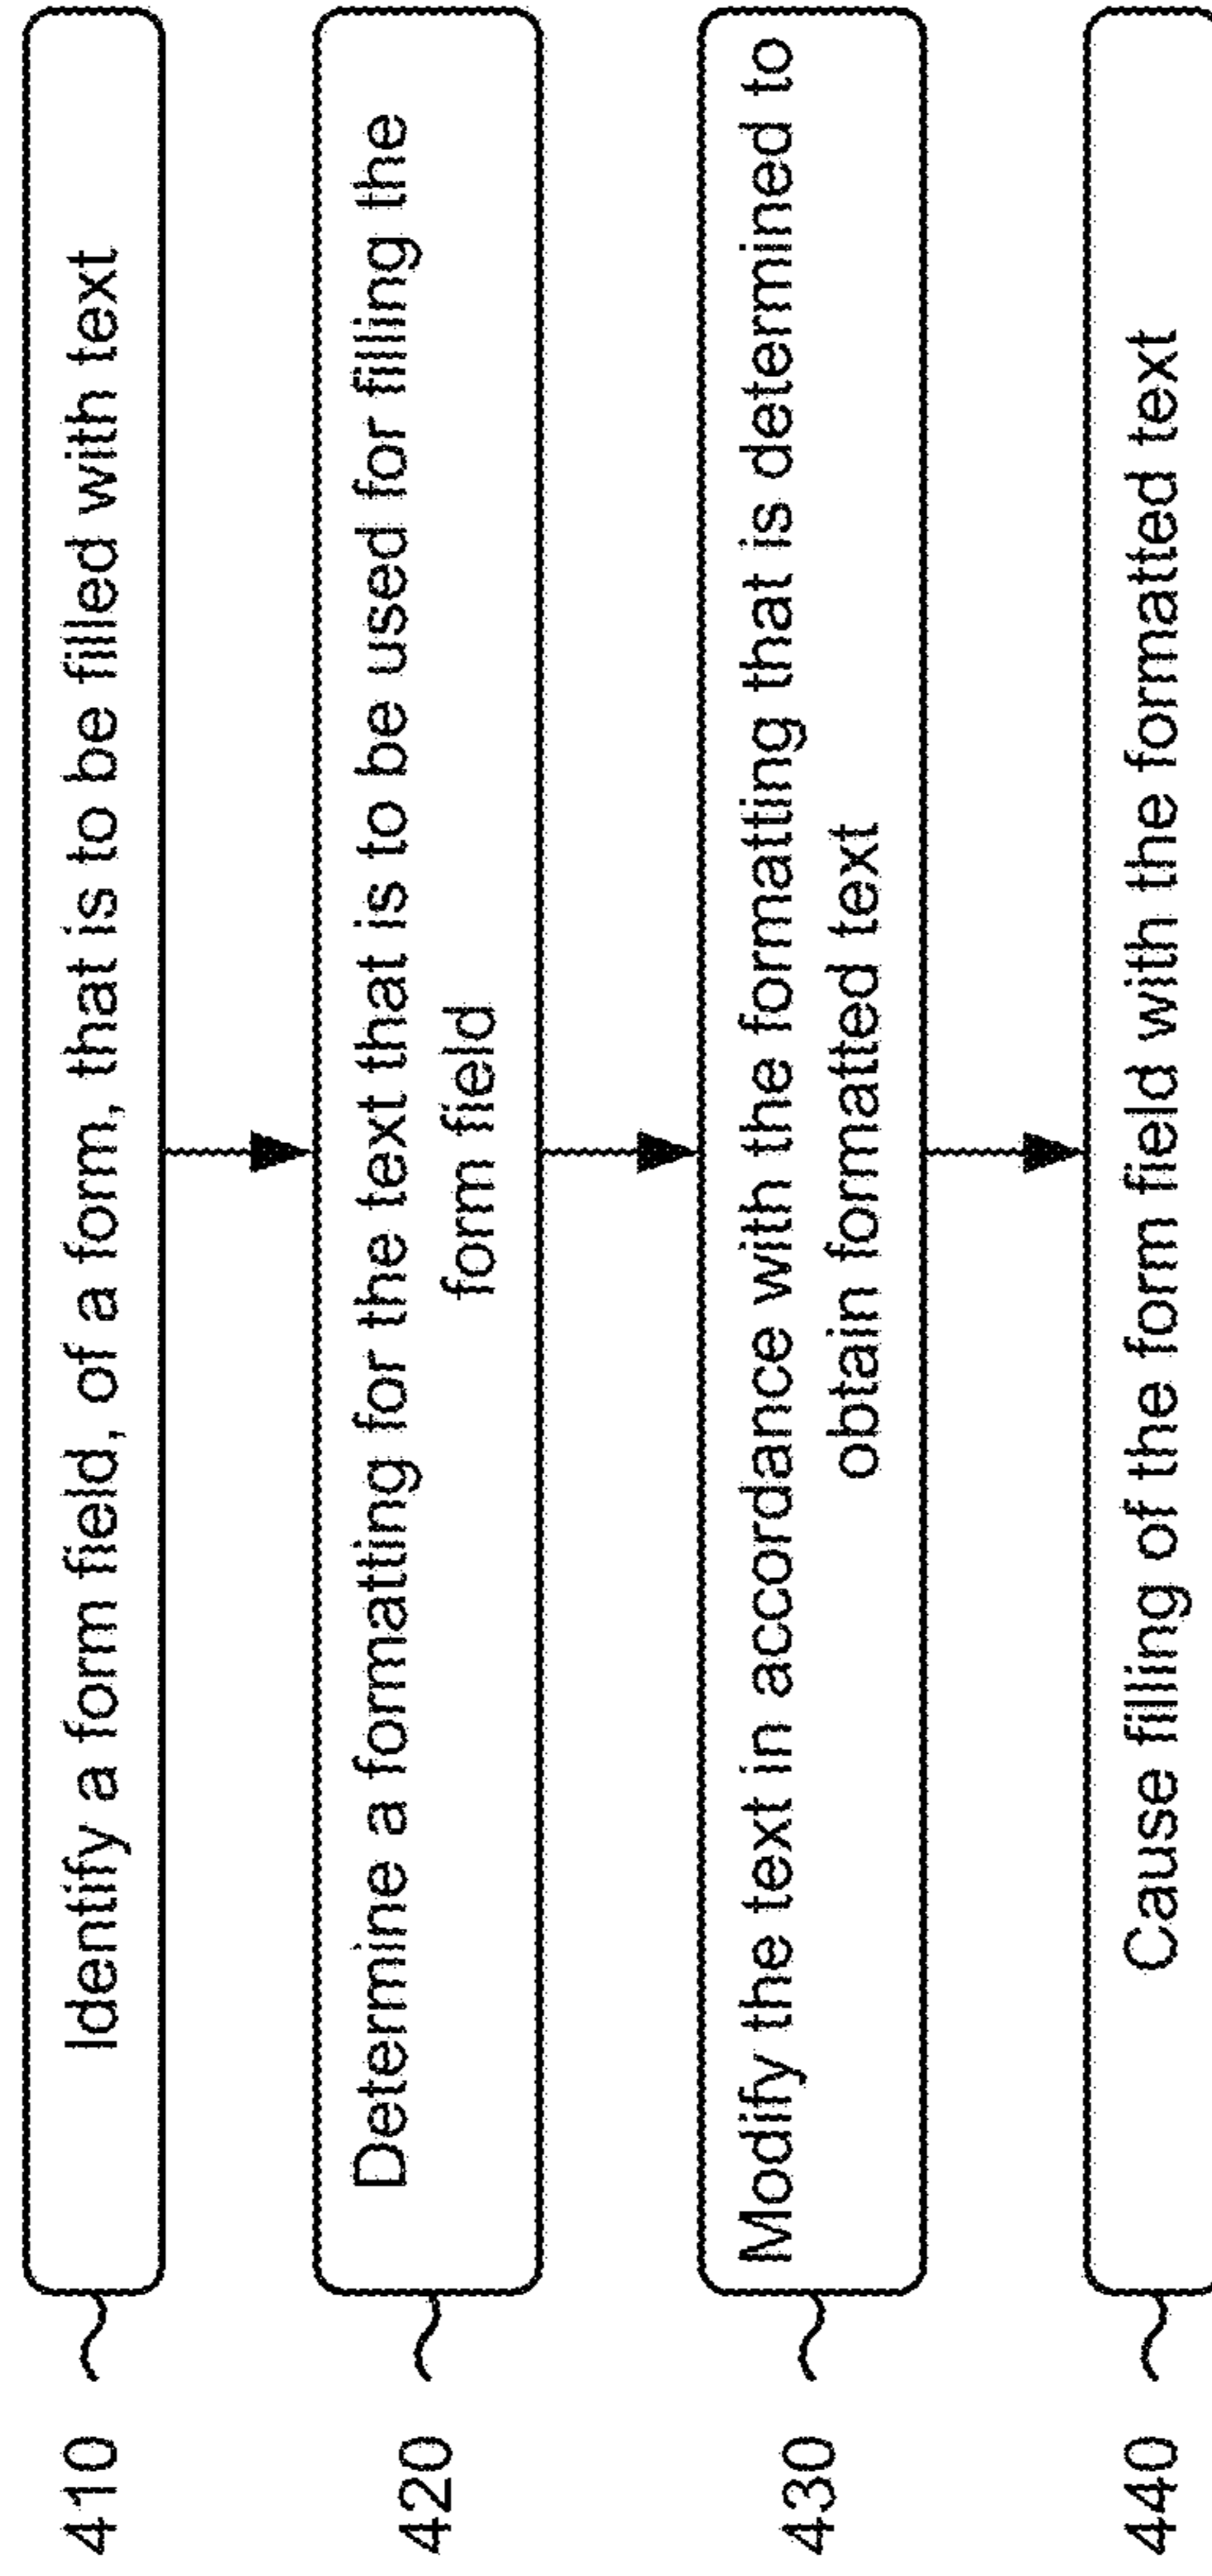 410
Identify a form field, of a form, that is to be filled with text
420
Determine a formatting for the text that is to be used for filling the
form field
430
Modify the text in accordance with the formatting that is determined to
obtain formatted text
440
Cause filling of the form field with the formatted text